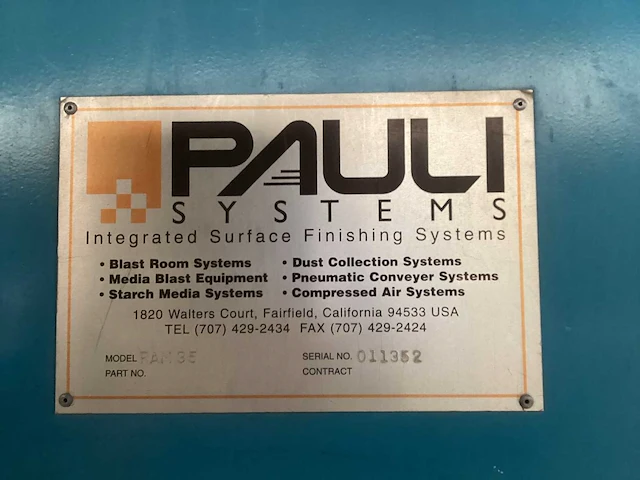 PAULI
SYSTEMS
Integrated Surface Finishing Systems
• Blast Room Systems • Dust Collection Systems
• Media Blast Equipment • Pneumatic Conveyer Systems
• Starch Media Systems • Compressed Air Systems
1820 Walters Court, Fairfield, California 94533 USA
TEL (707) 429-2434 FAX (707) 429-2424
MODEL SERIAL NO. 011352
PART NO. CONTRACT